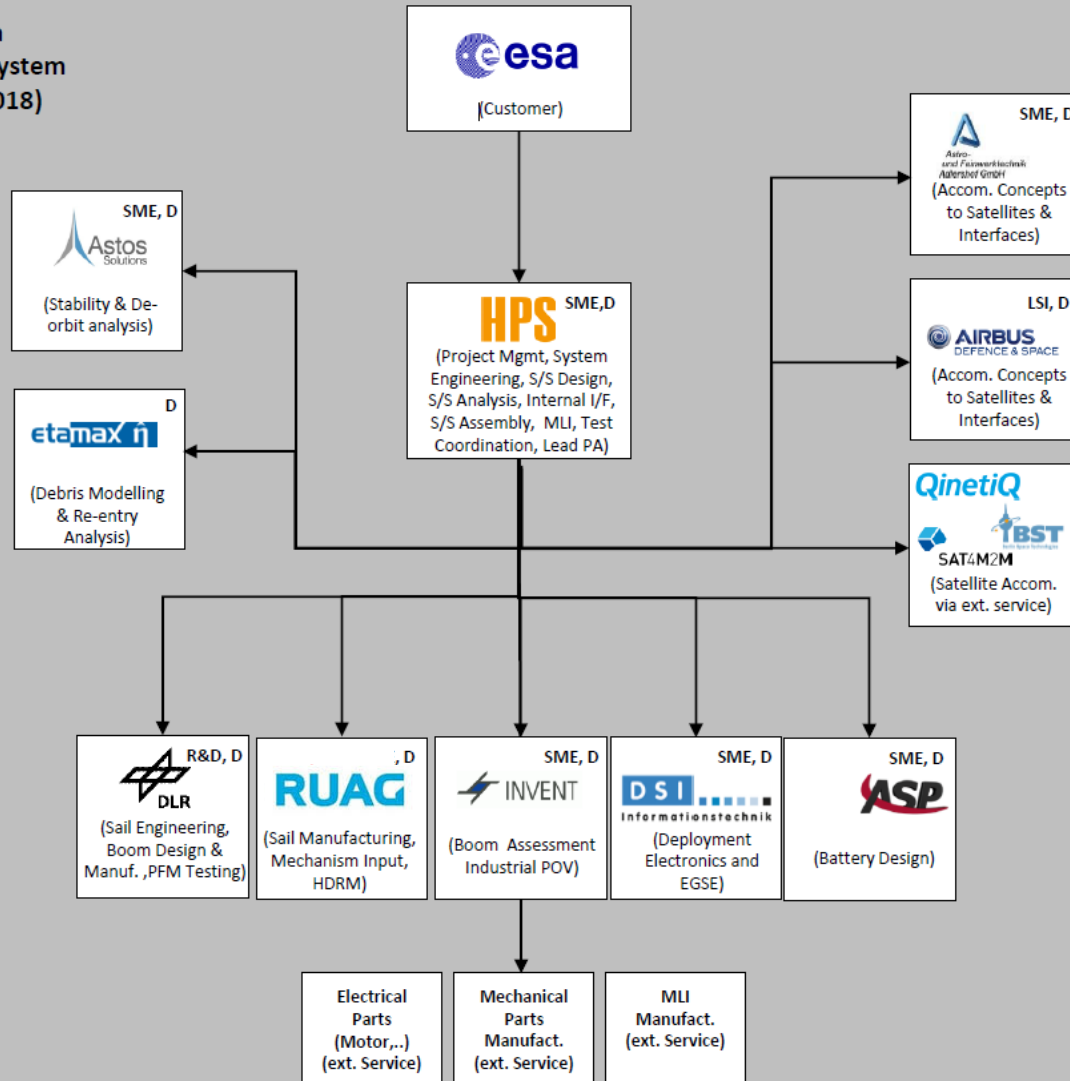 ystem
018)
esa
(Customer)
SME, D
Astro-
und Feinwerktechnik
Adlershof GmbH
(Accom. Concepts
to Satellites &
Interfaces)
SME, D
Astos
Solutions
(Stability & De-
orbit analysis)
HPS SME,D
(Project Mgmt, System
Engineering, S/S Design,
S/S Analysis, Internal I/F,
S/S Assembly, MLI, Test
Coordination, Lead PA)
LSI, D
AIRBUS
DEFENCE & SPACE
(Accom. Concepts
to Satellites &
Interfaces)
D
etamax
(Debris Modelling
& Re-entry
Analysis)
QinetiQ
BST
SAT4M2M
(Satellite Accom.
via ext. service)
R&D, D
DLR
(Sail Engineering,
Boom Design &
Manuf. ,PFM Testing)
, D
RUAG
(Sail Manufacturing,
Mechanism Input,
HDRM)
SME, D
INVENT
(Boom Assessment
Industrial POV)
SME, D
DSI
Informationstechnik
(Deployment
Electronics and
EGSE)
SME, D
ASP
(Battery Design)
Electrical
Parts
(Motor,..)
(ext. Service)
Mechanical
Parts
Manufact.
(ext. Service)
MLI
Manufact.
(ext. Service)